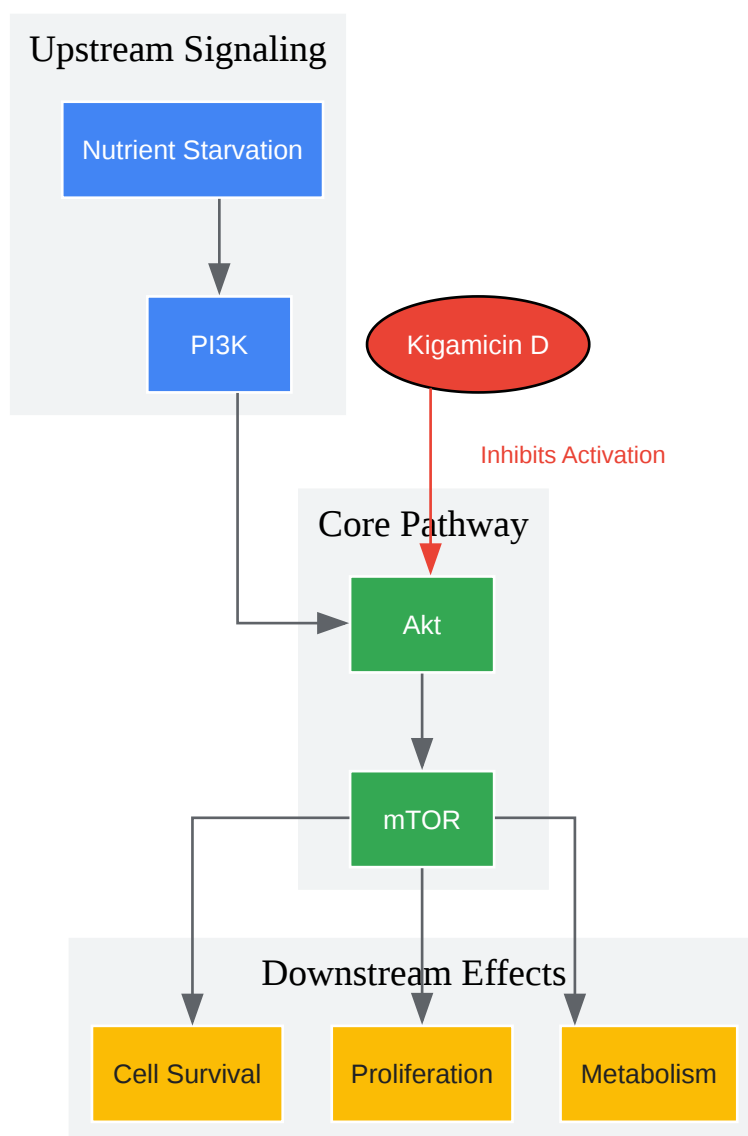 Upstream Signaling
Nutrient Starvation
PI3K
Kigamicin D
Inhibits Activation
Core Pathway
Akt
mTOR
Downstream Effects
Cell Survival
Proliferation
Metabolism